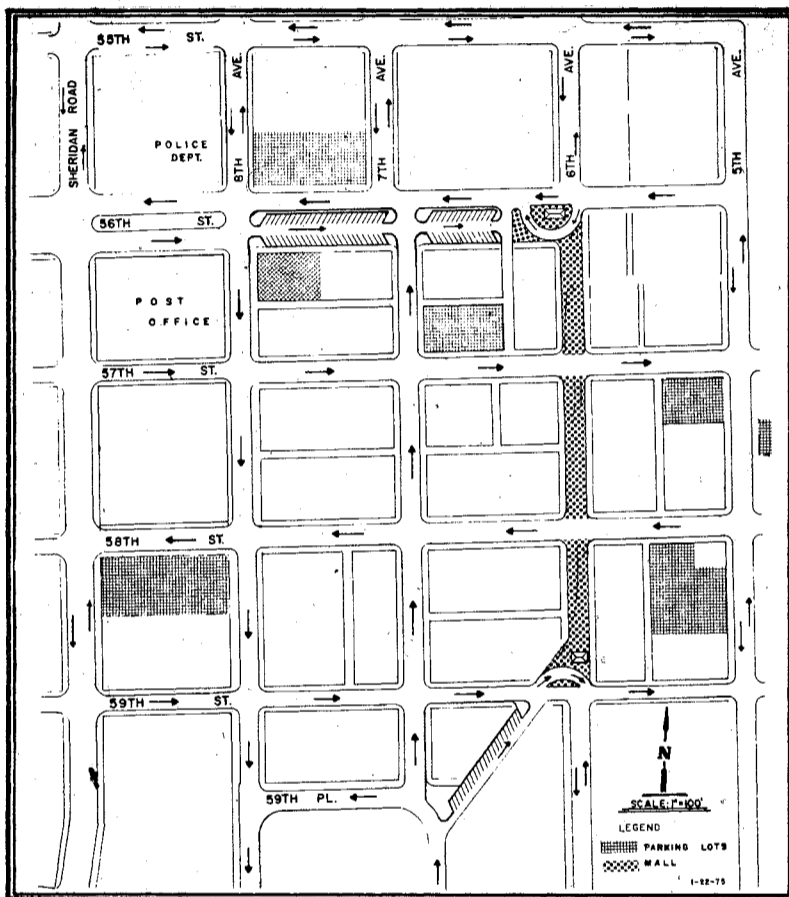 55TH ST.
SHERIDAN ROAD
8TH AVE.
7TH AVE.
6TH AVE.
5TH AVE.
POLICE
DEPT.
56TH ST.
POST
OFFICE
57TH ST.
58TH ST.
59TH ST.
59TH PL.
N
SCALE: 1"=100'
LEGEND
PARKING LOTS
MALL
1-22-75